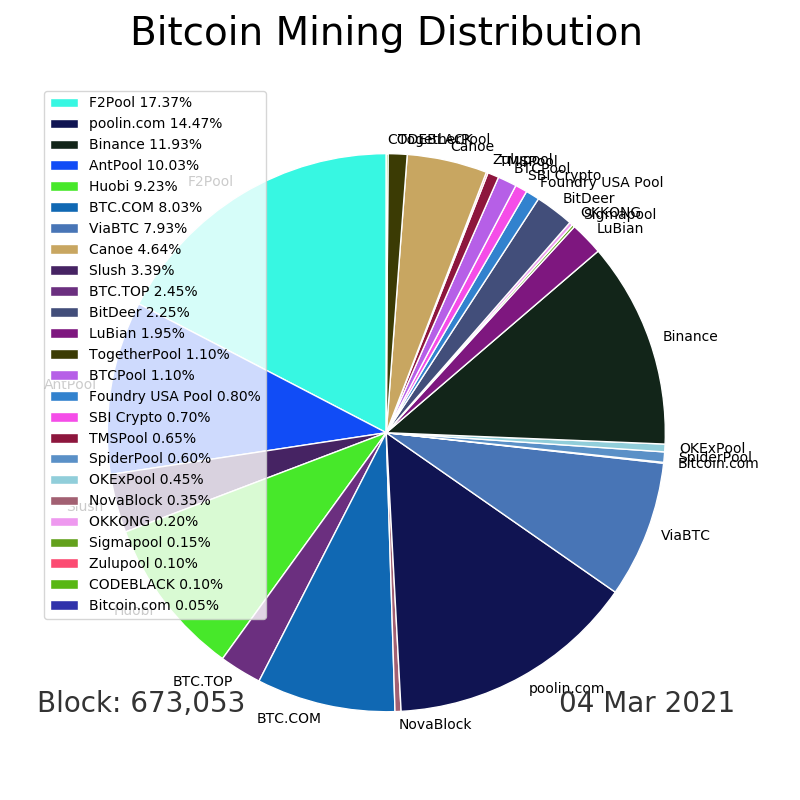 Bitcoin Mining Distribution
F2Pool 17.37%
poolin.com 14.47%
Binance 11.93%
AntPool 10.03%
Huobi 9.23%
BTC.COM 8.03%
ViaBTC 7.93%
Canoe 4.64%
Slush 3.39%
BTC.TOP 2.45%
BitDeer 2.25%
LuBian 1.95%
TogetherPool 1.10%
BTCPool 1.10%
Foundry USA Pool 0.80%
SBI Crypto 0.70%
TMSPool 0.65%
SpiderPool 0.60%
OKExPool 0.45%
NovaBlock 0.35%
OKKONG 0.20%
Sigmapool 0.15%
Zulupool 0.10%
CODEBLACK 0.10%
Bitcoin.com 0.05%
CODEBLACK
TogetherPool
Canoe
Zulupool
TMSPool
BTCPool
SBI Crypto
Foundry USA Pool
BitDeer
OKKONG
Sigmapool
LuBian
Binance
OKExPool
SpiderPool
Bitcoin.com
ViaBTC
poolin.com
NovaBlock
BTC.COM
BTC.TOP
Huobi
Slush
AntPool
F2Pool
Block: 673,053
04 Mar 2021